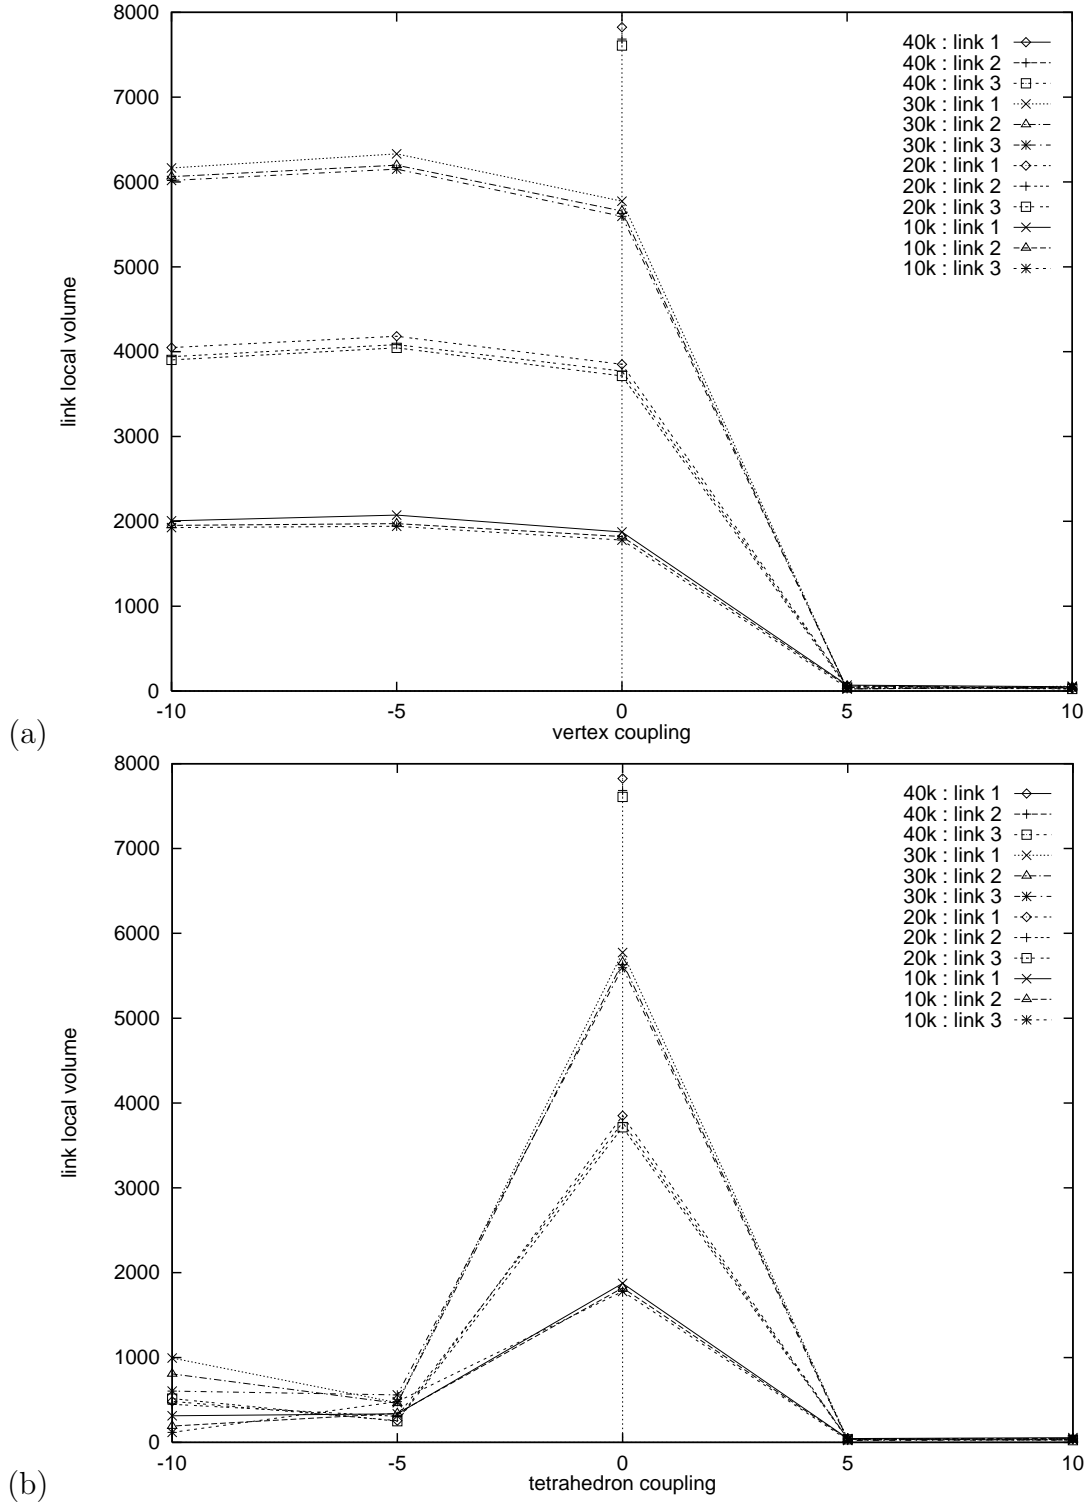 8000
7000
6000
5000
4000
3000
2000
1000
0
link local volume
-10
-5
0
5
10
vertex coupling
40k : link 1
40k : link 2
40k : link 3
30k : link 1
30k : link 2
30k : link 3
20k : link 1
20k : link 2
20k : link 3
10k : link 1
10k : link 2
10k : link 3
(a)
8000
7000
6000
5000
4000
3000
2000
1000
0
link local volume
-10
-5
0
5
10
tetrahedron coupling
40k : link 1
40k : link 2
40k : link 3
30k : link 1
30k : link 2
30k : link 3
20k : link 1
20k : link 2
20k : link 3
10k : link 1
10k : link 2
10k : link 3
(b)